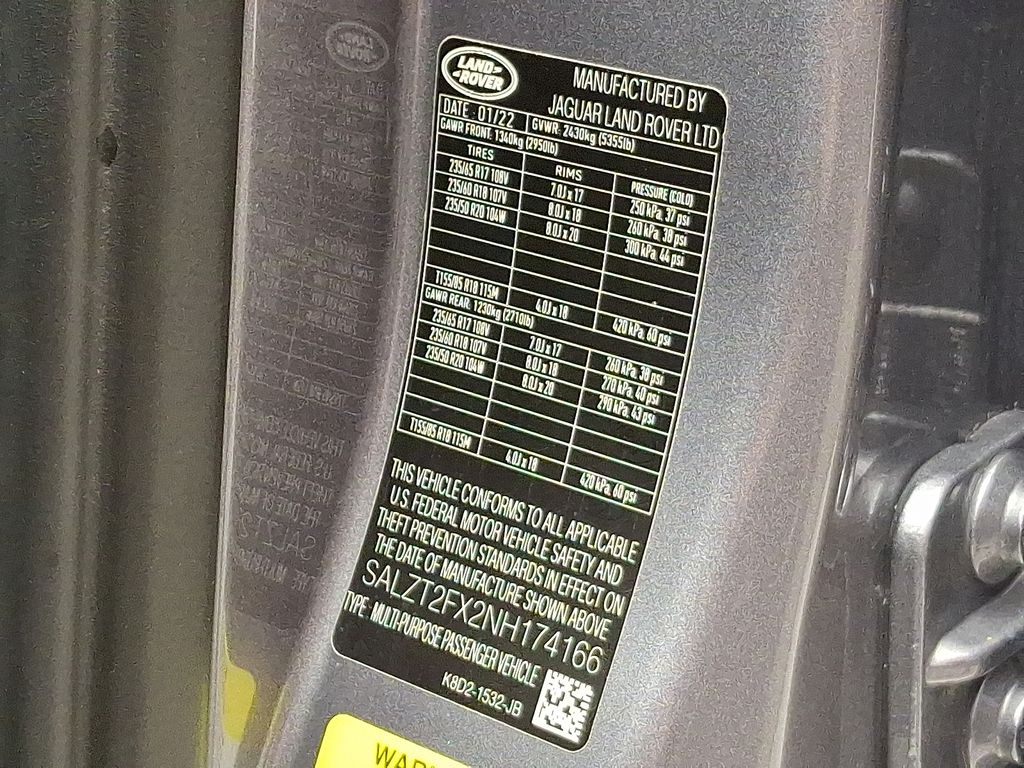 LAND-
-ROVER
MANUFACTURED BY
JAGUAR LAND ROVER LTD
DATE : 01/22 GVWR: 2430kg (5355lb)
GAWR FRONT: 1340kg (2950lb)
TIRES RIMS PRESSURE (COLD)
235/65 R17 108V 7.0J x 17 250 kPa, 37 psi
235/60 R18 107V 8.0J x 18 260 kPa, 38 psi
235/50 R20 104W 8.0J x 20 300 kPa, 44 psi
T155/85 R18 115M 4.0J x 18 420 kPa, 60 psi
GAWR REAR: 1230kg (2710lb)
235/65 R17 108V 7.0J x 17 260 kPa, 38 psi
235/60 R18 107V 8.0J x 18 270 kPa, 40 psi
235/50 R20 104W 8.0J x 20 290 kPa, 43 psi
T155/85 R18 115M 4.0J x 18 420 kPa, 60 psi
THIS VEHICLE CONFORMS TO ALL APPLICABLE
U.S. FEDERAL MOTOR VEHICLE SAFETY AND
THEFT PREVENTION STANDARDS IN EFFECT ON
THE DATE OF MANUFACTURE SHOWN ABOVE
SALZT2FX2NH174166
TYPE: MULTI-PURPOSE PASSENGER VEHICLE
K8D2-1532-JB